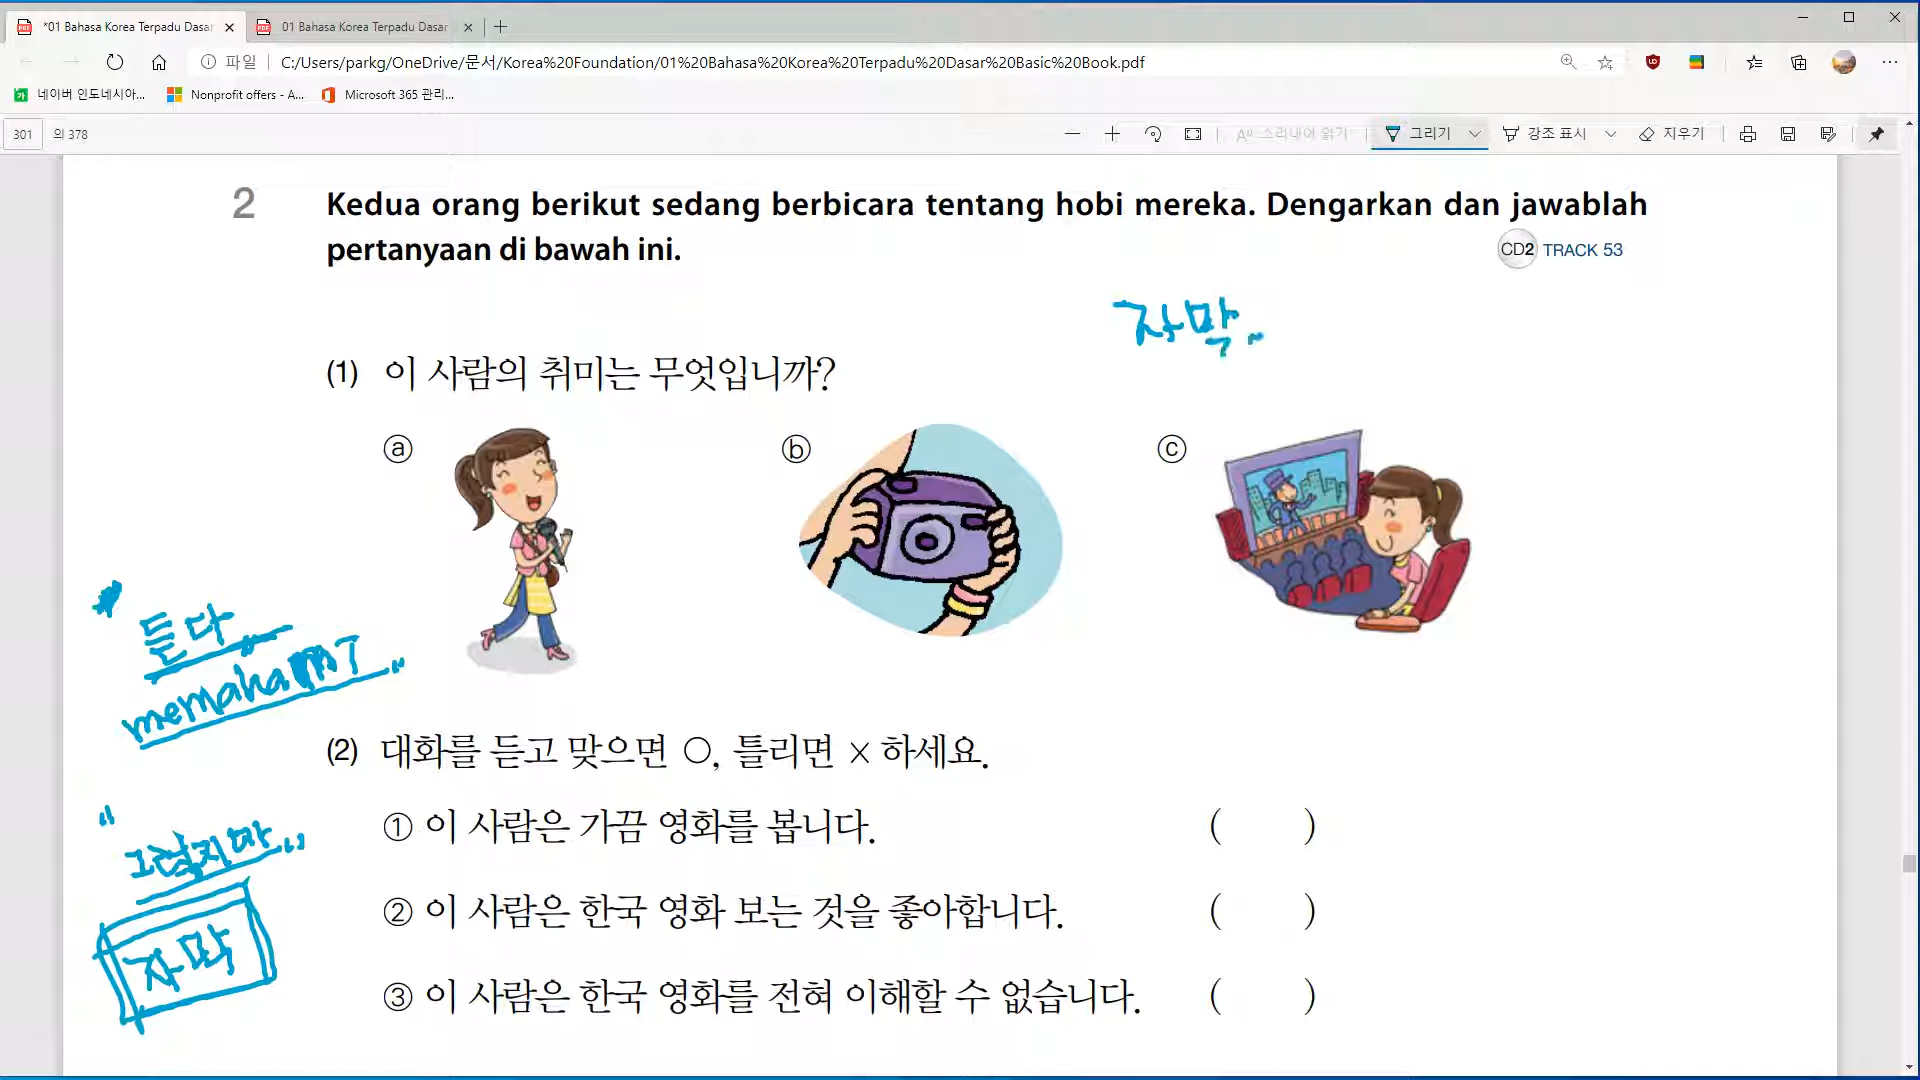 *01 Bahasa Korea Terpadu Dasar
01 Bahasa Korea Terpadu Dasar
파일
C:/Users/parkg/OneDrive/문서/Korea%20Foundation/01%20Bahasa%20Korea%20Terpadu%20Dasar%20Basic%20Book.pdf
네이버 인도네시아... Nonprofit offers - A... Microsoft 365 관리...
301 의 378
소리내어 읽기 그리기 강조 표시 지우기
2 Kedua orang berikut sedang berbicara tentang hobi mereka. Dengarkan dan jawablah
pertanyaan di bawah ini.
CD2 TRACK 53
자막..
(1) 이 사람의 취미는 무엇입니까?
ⓐ ⓑ ⓒ
듣다
memahami
(2) 대화를 듣고 맞으면 ○, 틀리면 × 하세요.
① 이 사람은 가끔 영화를 봅니다. ( )
그렇지만..
② 이 사람은 한국 영화 보는 것을 좋아합니다. ( )
자막
③ 이 사람은 한국 영화를 전혀 이해할 수 없습니다. ( )